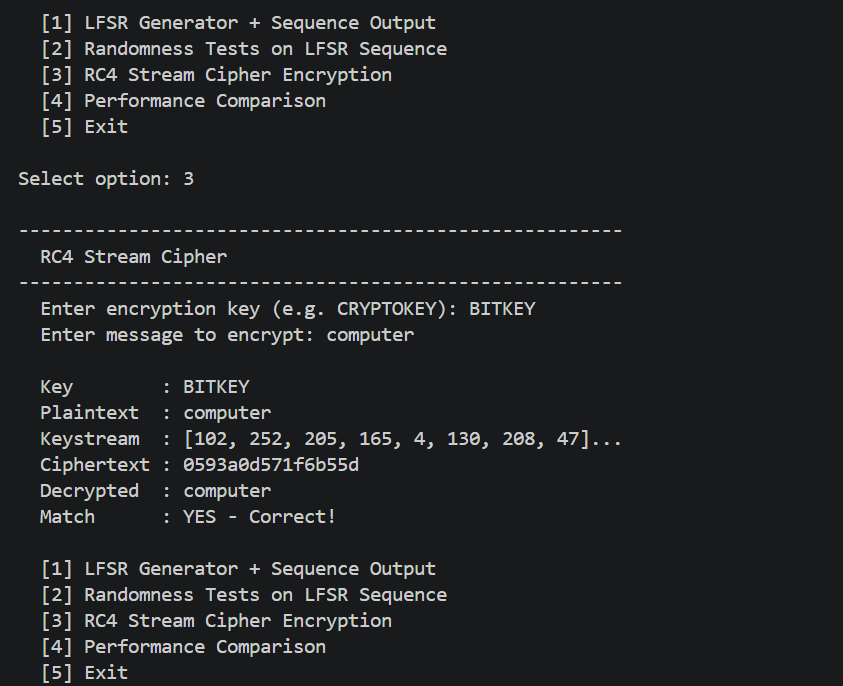 [1] LFSR Generator + Sequence Output
[2] Randomness Tests on LFSR Sequence
[3] RC4 Stream Cipher Encryption
[4] Performance Comparison
[5] Exit
Select option: 3
-------------------------------------------------------
RC4 Stream Cipher
-------------------------------------------------------
Enter encryption key (e.g. CRYPTOKEY): BITKEY
Enter message to encrypt: computer
Key : BITKEY
Plaintext : computer
Keystream : [102, 252, 205, 165, 4, 130, 208, 47]...
Ciphertext : 0593a0d571f6b55d
Decrypted : computer
Match : YES - Correct!
[1] LFSR Generator + Sequence Output
[2] Randomness Tests on LFSR Sequence
[3] RC4 Stream Cipher Encryption
[4] Performance Comparison
[5] Exit